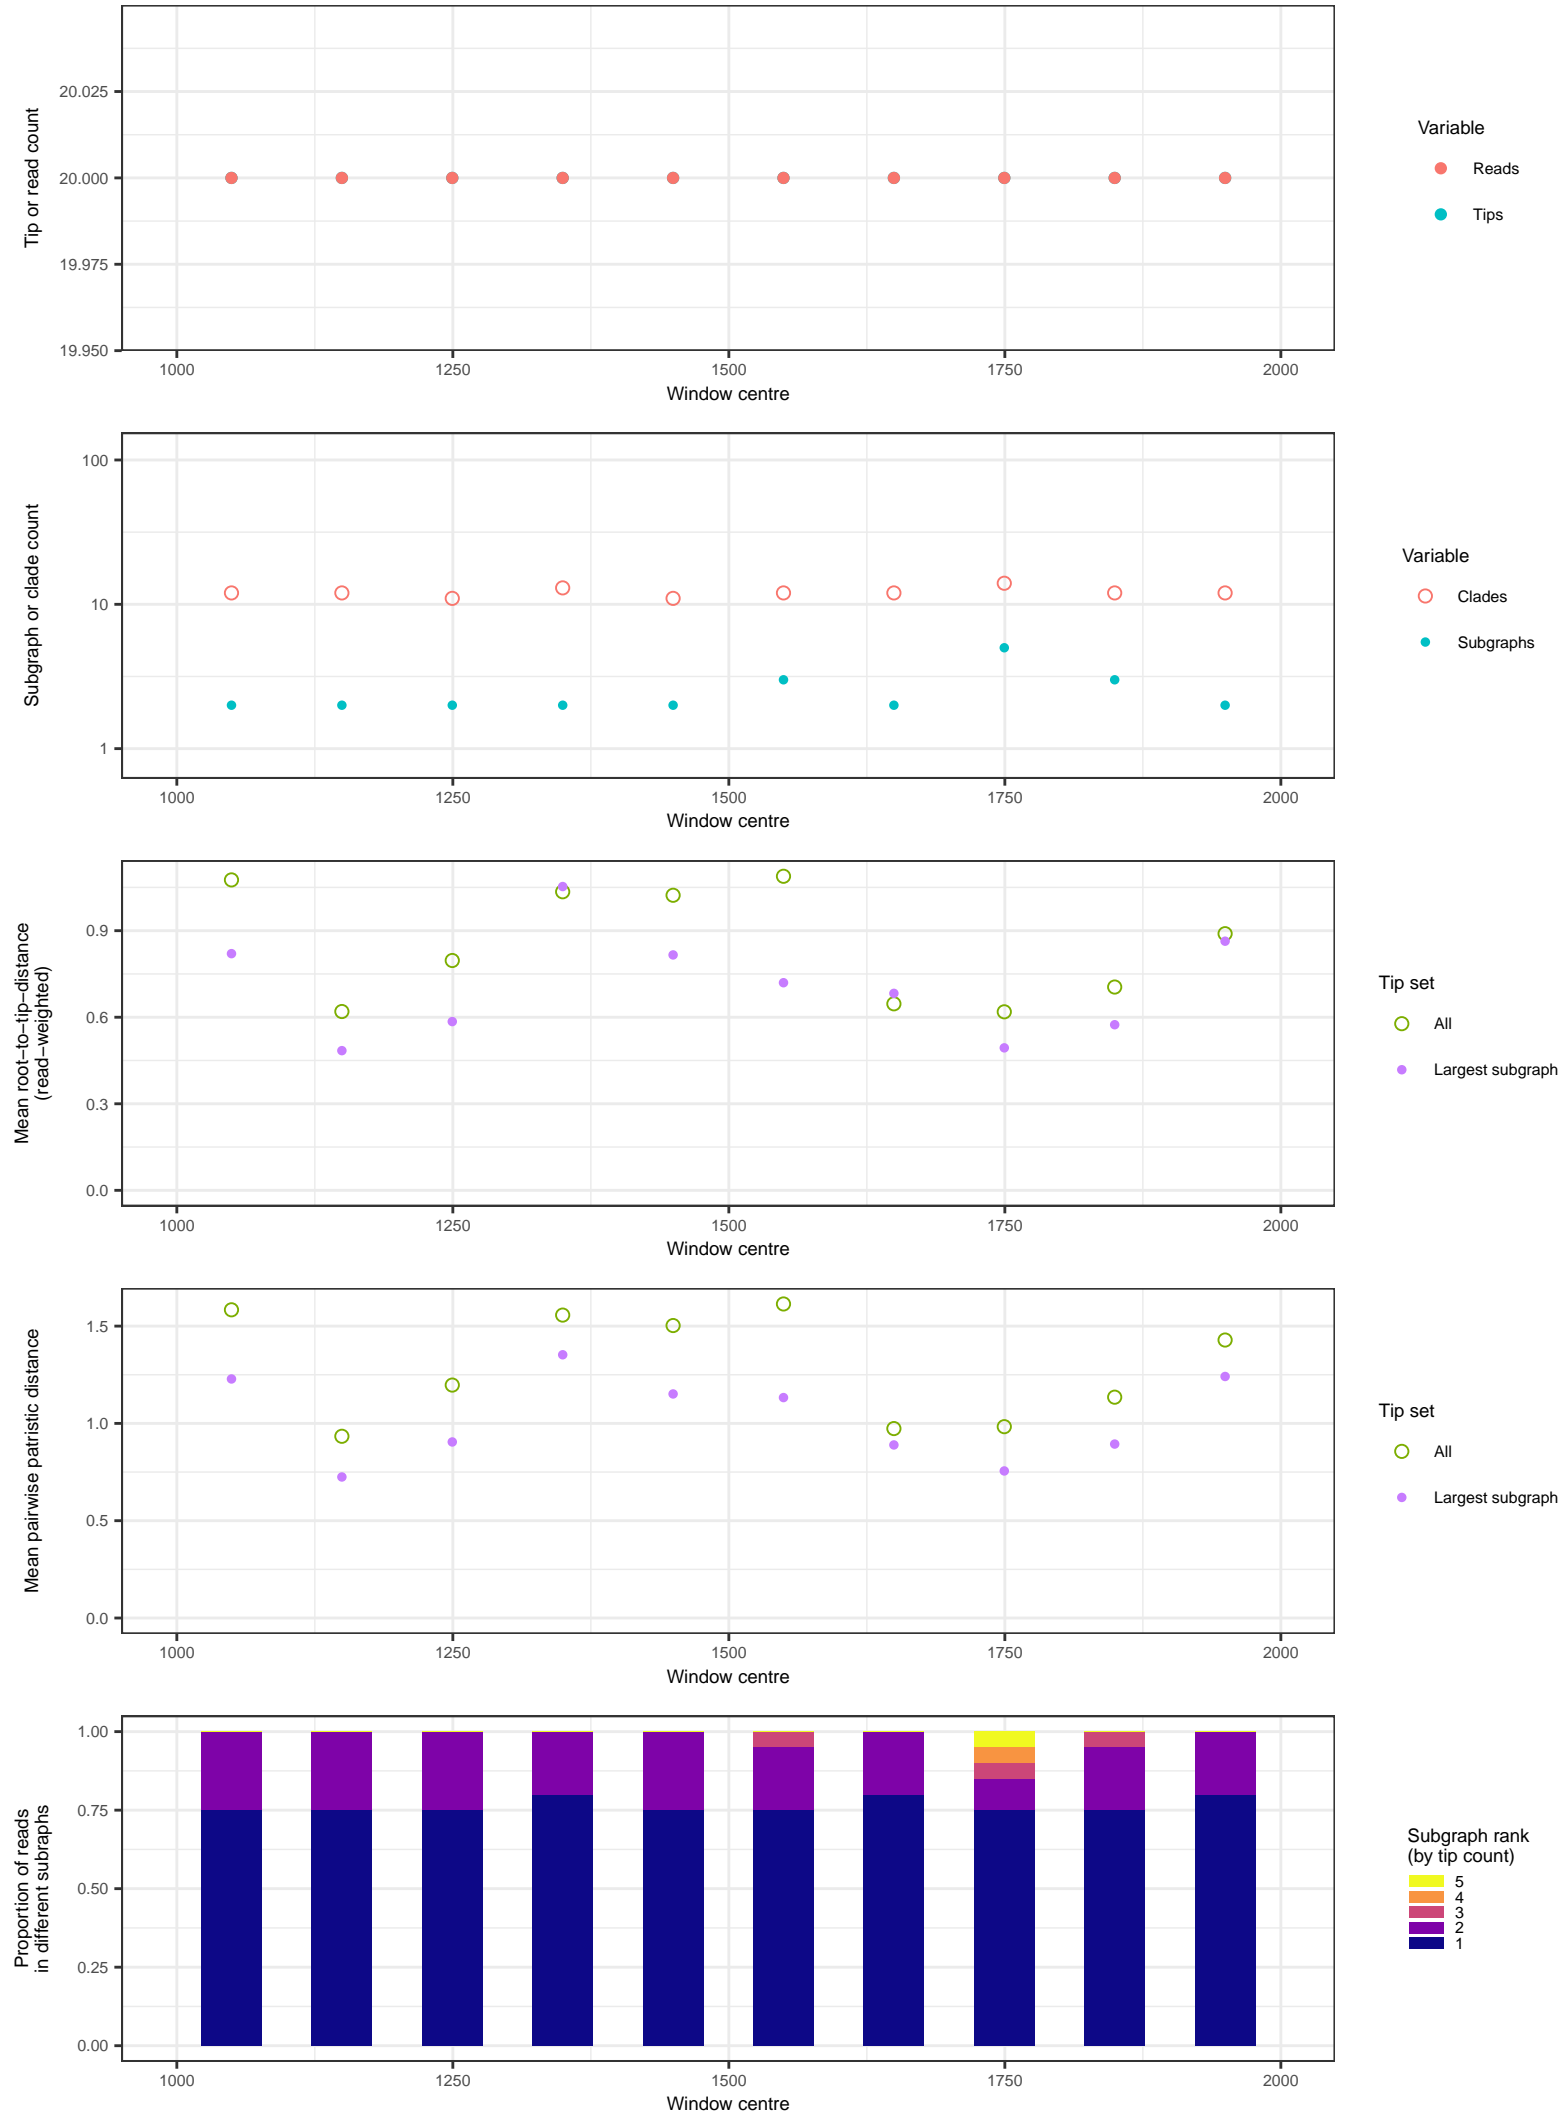 20.025
20.000
19.975
19.950
Tip or read count
1000 1250 1500 1750 2000
Window centre
Variable
Reads
Tips
100
10
1
Subgraph or clade count
1000 1250 1500 1750 2000
Window centre
Variable
Clades
Subgraphs
0.9
0.6
0.3
0.0
Mean root−to−tip−distance
(read−weighted)
1000 1250 1500 1750 2000
Window centre
Tip set
All
Largest subgraph
1.5
1.0
0.5
0.0
Mean pairwise patristic distance
1000 1250 1500 1750 2000
Window centre
Tip set
All
Largest subgraph
1.00
0.75
0.50
0.25
0.00
Proportion of reads
in different subraphs
1000 1250 1500 1750 2000
Window centre
Subgraph rank
(by tip count)
5
4
3
2
1